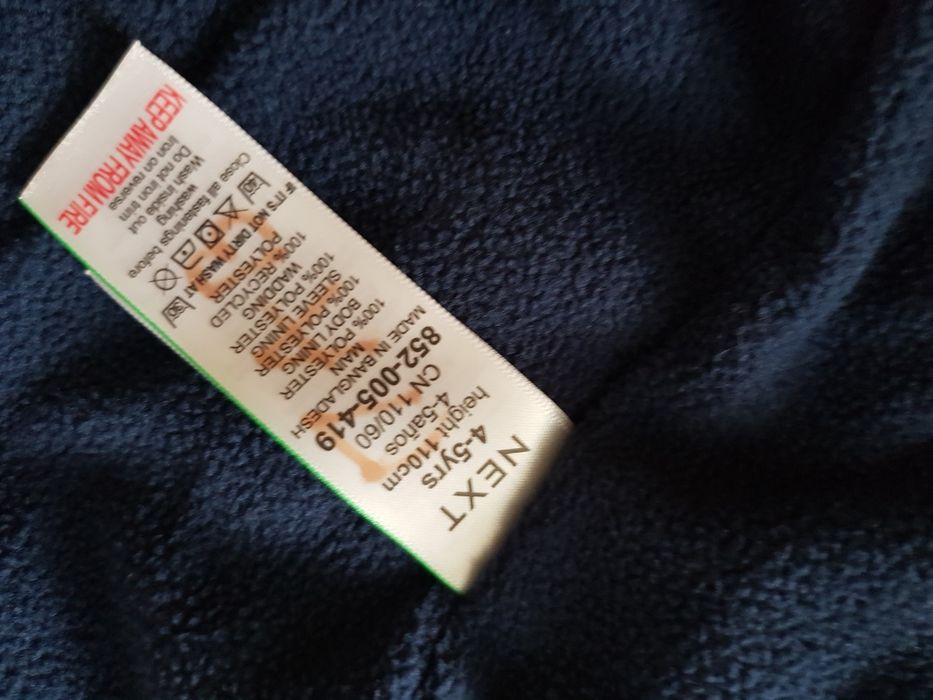 NEXT
4-5yrs
height 110cm
4-5años
CN 110/60
852-005-419
MADE IN BANGLADESH
MAIN
100% POLYESTER
BODY LINING
100% POLYESTER
SLEEVE LINING
100% POLYESTER
WADDING
100% RECYCLED
POLYESTER
IF IT'S NOT DIRTY WASH AT 30
40
Close all fastenings before
washing
Wash inside out
Do not iron trim
Iron on reverse
KEEP AWAY FROM FIRE